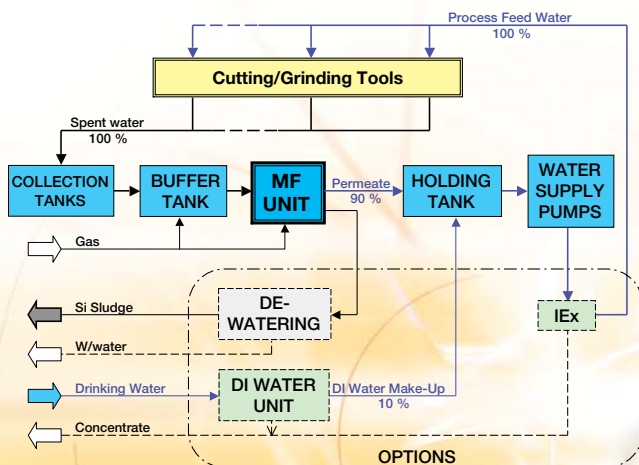 Process Feed Water
100 %
Cutting/Grinding Tools
Spent water
100 %
COLLECTION
TANKS
BUFFER
TANK
MF
UNIT
Permeate
90 %
HOLDING
TANK
WATER
SUPPLY
PUMPS
Gas
Si Sludge
DE-
WATERING
IEx
W/water
Drinking Water
DI WATER
UNIT
DI Water Make-Up
10 %
Concentrate
OPTIONS